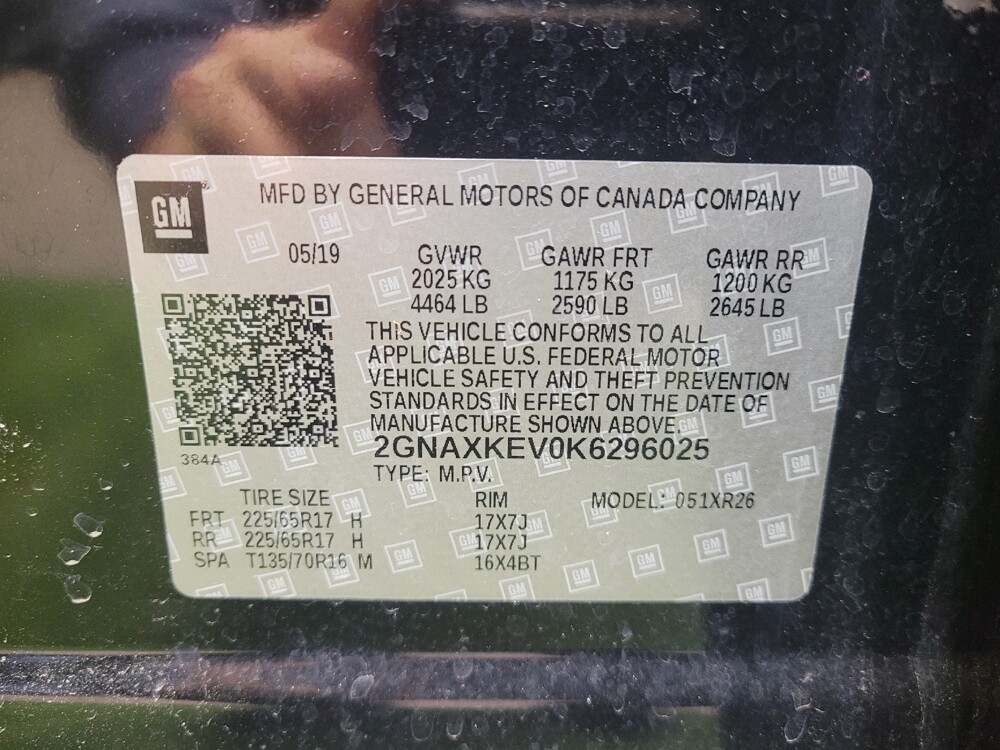 GM
MFD BY GENERAL MOTORS OF CANADA COMPANY
05/19 GVWR GAWR FRT GAWR RR
2025 KG 1175 KG 1200 KG
4464 LB 2590 LB 2645 LB
THIS VEHICLE CONFORMS TO ALL
APPLICABLE U.S. FEDERAL MOTOR
VEHICLE SAFETY AND THEFT PREVENTION
STANDARDS IN EFFECT ON THE DATE OF
MANUFACTURE SHOWN ABOVE.
384A
2GNAXKEV0K6296025
TYPE: M.P.V.
TIRE SIZE RIM MODEL: 051XR26
FRT 225/65R17 H 17X7J
RR 225/65R17 H 17X7J
SPA T135/70R16 M 16X4BT